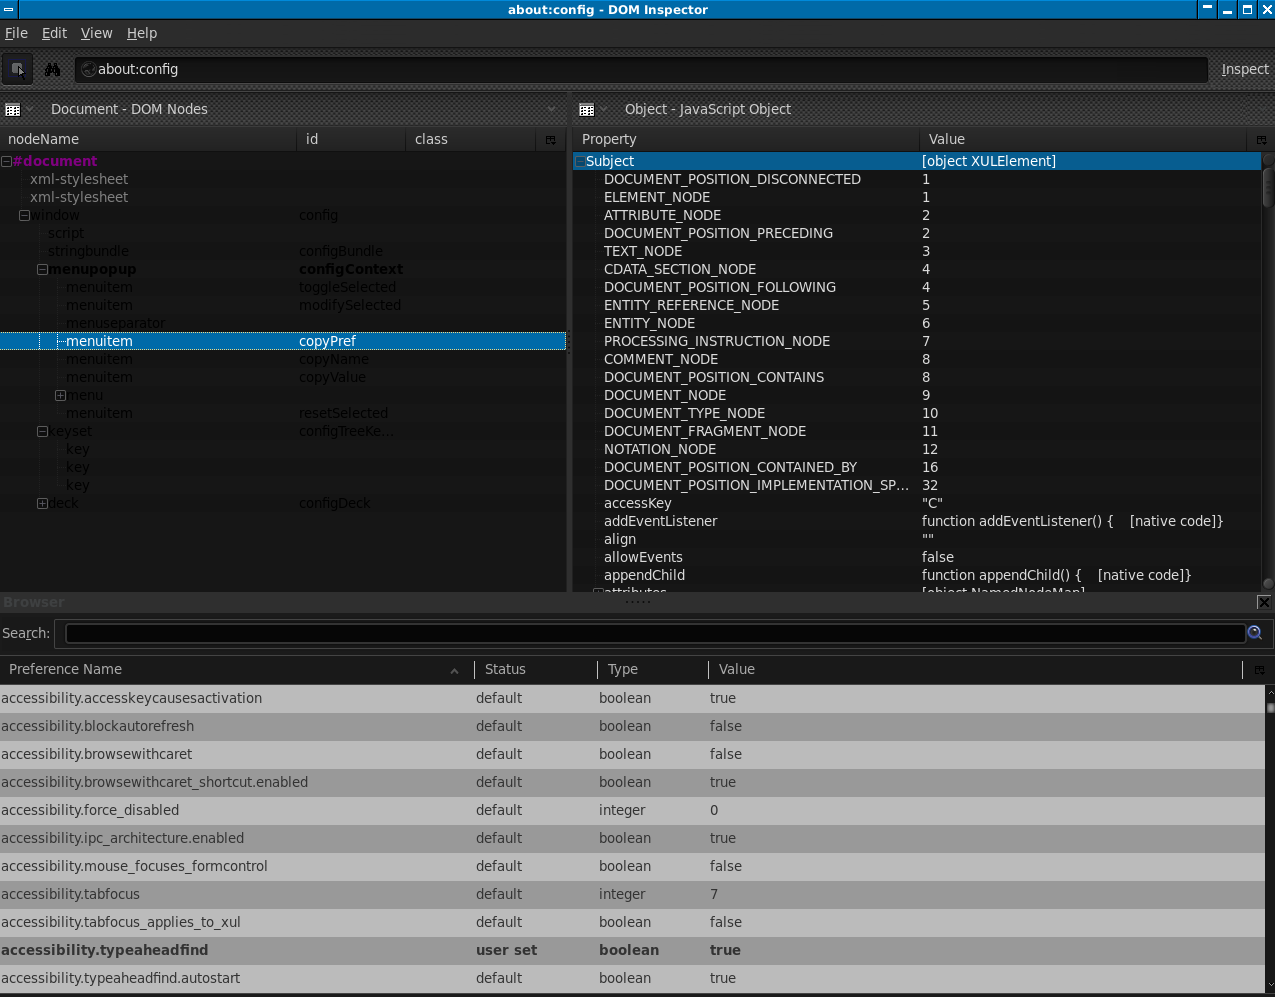 about:config - DOM Inspector
File Edit View Help
about:config Inspect
Document - DOM Nodes
nodeName id class
#document
xml-stylesheet
xml-stylesheet
window config
script
stringbundle configBundle
menupopup configContext
menuitem toggleSelected
menuitem modifySelected
menuseparator
menuitem copyPref
menuitem copyName
menuitem copyValue
menu
menuitem resetSelected
keyset configTreeKe...
key
key
key
deck configDeck
Object - JavaScript Object
Property Value
Subject [object XULElement]
DOCUMENT_POSITION_DISCONNECTED 1
ELEMENT_NODE 1
ATTRIBUTE_NODE 2
DOCUMENT_POSITION_PRECEDING 2
TEXT_NODE 3
CDATA_SECTION_NODE 4
DOCUMENT_POSITION_FOLLOWING 4
ENTITY_REFERENCE_NODE 5
ENTITY_NODE 6
PROCESSING_INSTRUCTION_NODE 7
COMMENT_NODE 8
DOCUMENT_POSITION_CONTAINS 8
DOCUMENT_NODE 9
DOCUMENT_TYPE_NODE 10
DOCUMENT_FRAGMENT_NODE 11
NOTATION_NODE 12
DOCUMENT_POSITION_CONTAINED_BY 16
DOCUMENT_POSITION_IMPLEMENTATION_SP... 32
accessKey "C"
addEventListener function addEventListener() { [native code]}
align ""
allowEvents false
appendChild function appendChild() { [native code]}
attributes [object NamedNodeMap]
Browser
Search:
Preference Name Status Type Value
accessibility.accesskeycausesactivation default boolean true
accessibility.blockautorefresh default boolean false
accessibility.browsewithcaret default boolean false
accessibility.browsewithcaret_shortcut.enabled default boolean true
accessibility.force_disabled default integer 0
accessibility.ipc_architecture.enabled default boolean true
accessibility.mouse_focuses_formcontrol default boolean false
accessibility.tabfocus default integer 7
accessibility.tabfocus_applies_to_xul default boolean false
accessibility.typeaheadfind user set boolean true
accessibility.typeaheadfind.autostart default boolean true